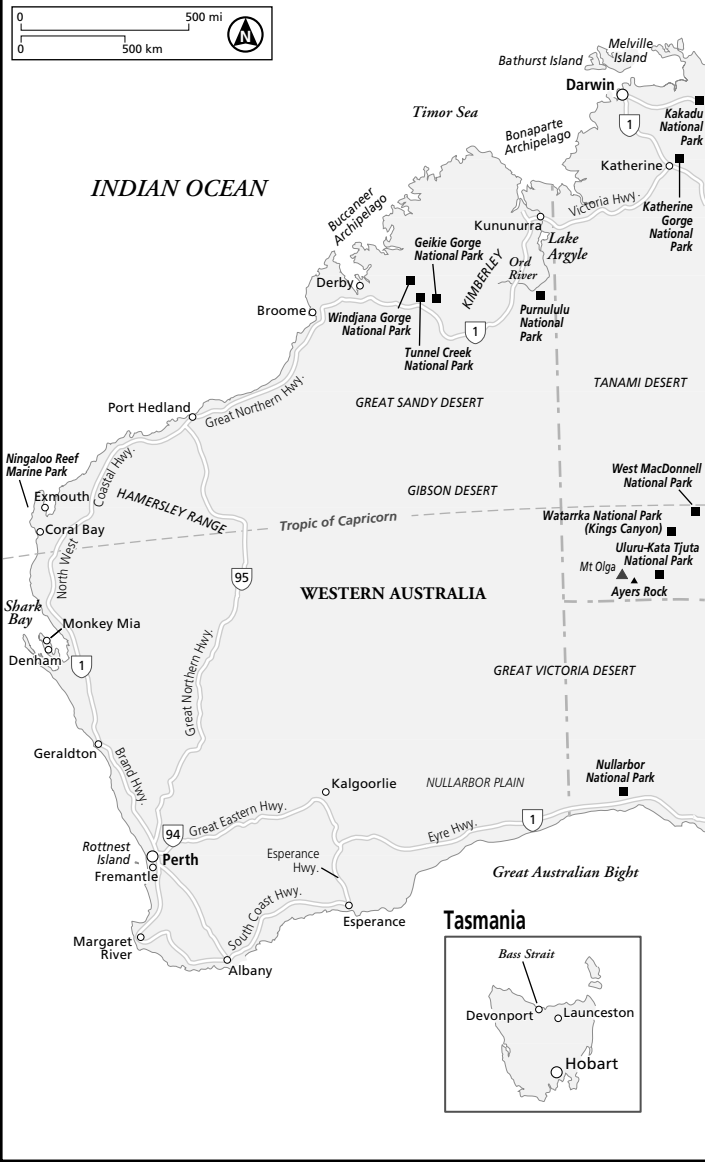 0 500 mi
0 500 km
N
Melville
Island
Bathurst Island
Darwin
Timor Sea
Kakadu
National
Park
1
Bonaparte
Archipelago
Katherine
INDIAN OCEAN
Buccaneer
Archipelago
Victoria Hwy.
Katherine
Gorge
National
Park
Kununurra
Lake
Argyle
Geikie Gorge
National Park
KIMBERLEY
Ord
River
Derby
Broome
Windjana Gorge
National Park
Purnululu
National
Park
1
Tunnel Creek
National Park
TANAMI DESERT
Great Northern Hwy.
GREAT SANDY DESERT
Port Hedland
Coastal Hwy.
Ningaloo Reef
Marine Park
West MacDonnell
National Park
GIBSON DESERT
Exmouth
HAMERSLEY RANGE
Tropic of Capricorn
Watarrka National Park
(Kings Canyon)
Coral Bay
North West
Uluru-Kata Tjuta
National Park
Mt Olga
95
Ayers Rock
WESTERN AUSTRALIA
Shark
Bay
Monkey Mia
Denham
1
Great Northern Hwy.
GREAT VICTORIA DESERT
Geraldton
Brand Hwy.
Nullarbor
National Park
Kalgoorlie
NULLARBOR PLAIN
94
Great Eastern Hwy.
1
Eyre Hwy.
Rottnest
Island
Perth
Fremantle
Esperance
Hwy.
Great Australian Bight
South Coast Hwy.
Esperance
Margaret
River
Albany
Tasmania
Bass Strait
Devonport
Launceston
Hobart